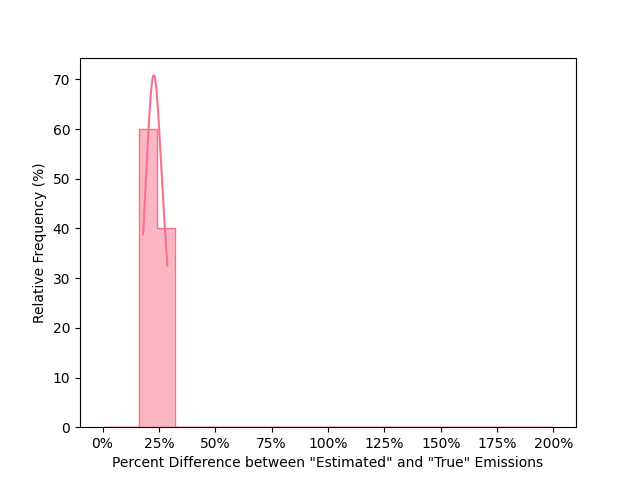 70
60
50
40
30
20
10
0
Relative Frequency (%)
0% 25% 50% 75% 100% 125% 150% 175% 200%
Percent Difference between "Estimated" and "True" Emissions